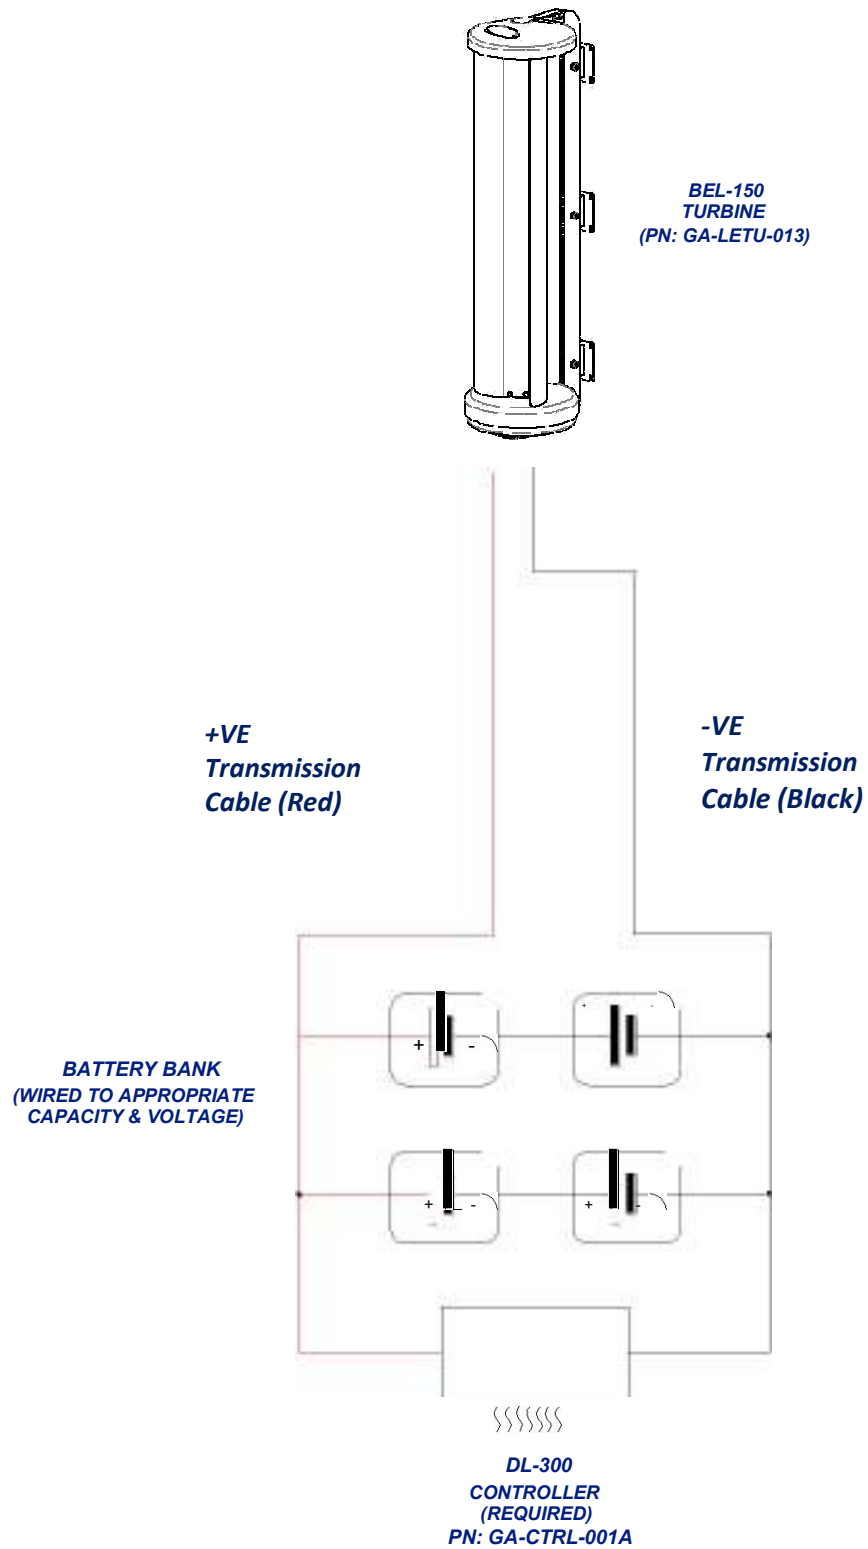 BEL-150
TURBINE
(PN: GA-LETU-013)
+VE
Transmission
Cable (Red)
-VE
Transmission
Cable (Black)
BATTERY BANK
(WIRED TO APPROPRIATE
CAPACITY & VOLTAGE)
+ -
+ - + -
DL-300
CONTROLLER
(REQUIRED)
PN: GA-CTRL-001A